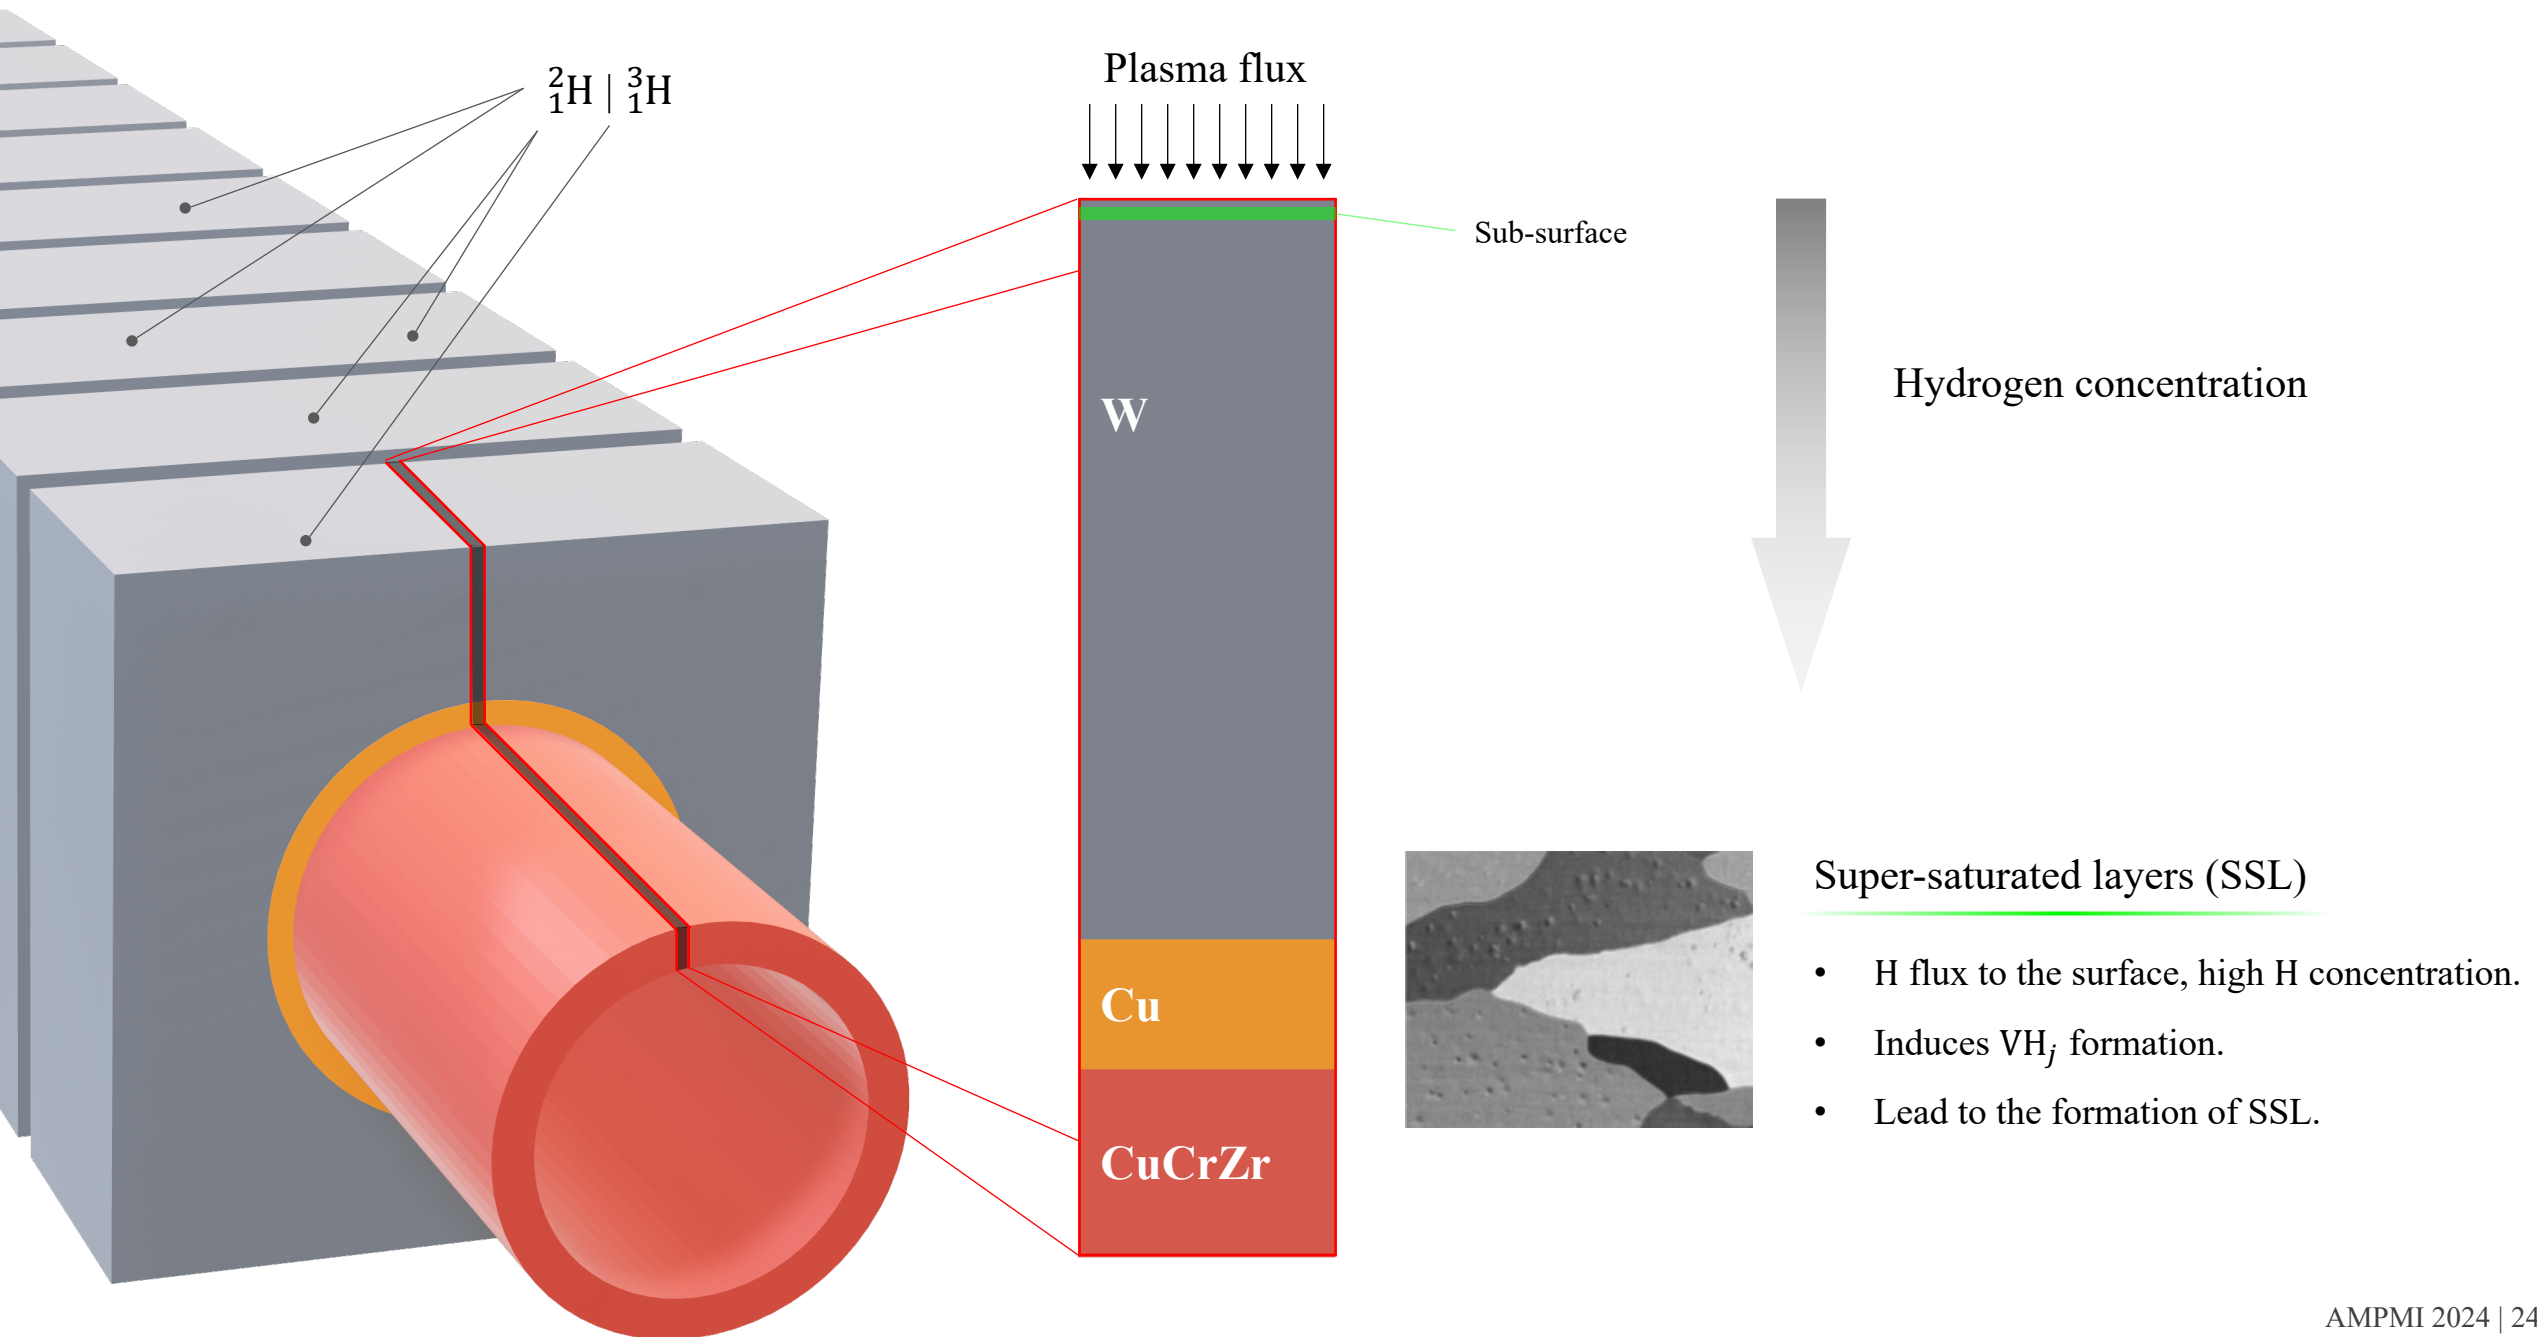 ²₁H | ³₁H
Plasma flux
Sub-surface
W
Hydrogen concentration
Cu
CuCrZr
Super-saturated layers (SSL)
• H flux to the surface, high H concentration.
• Induces VHⱼ formation.
• Lead to the formation of SSL.
AMPMI 2024 | 24